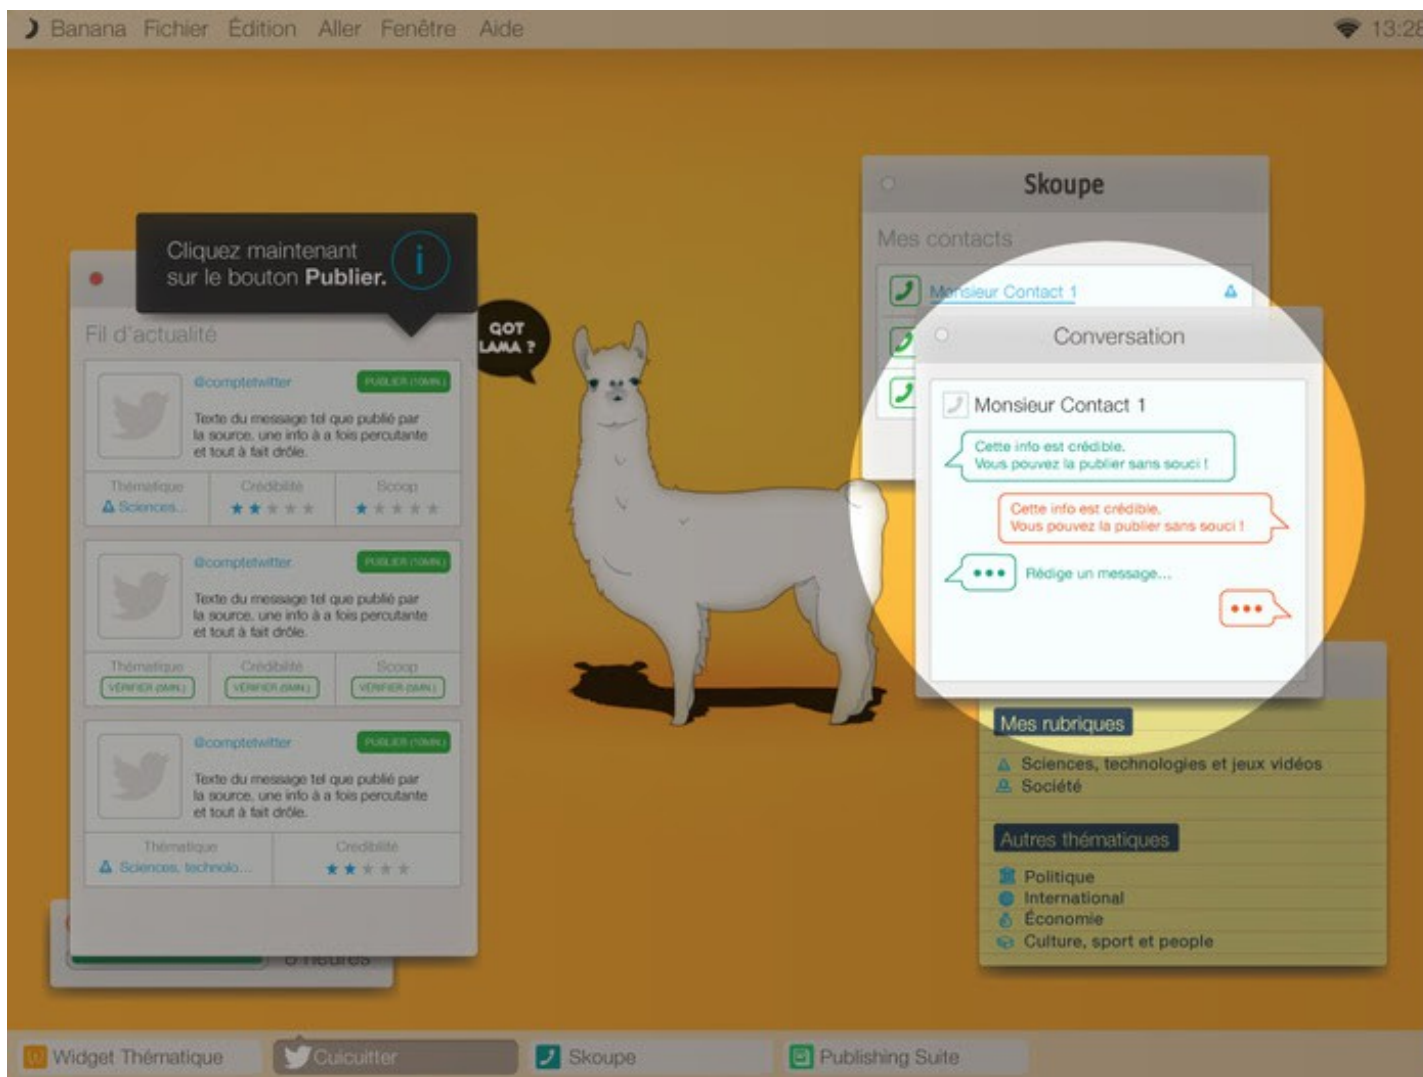 Banana Fichier Édition Aller Fenêtre Aide
13:28
Cliquez maintenant
sur le bouton Publier.
i
Fil d'actualité
@comptetwitter
PUBLIER (10MN.)
Texte du message tel que publié par
la source, une info à a fois percutante
et tout à fait drôle.
Thématique Crédibilité Scoop
Sciences...
@comptetwitter
PUBLIER (10MN.)
Texte du message tel que publié par
la source, une info à a fois percutante
et tout à fait drôle.
Thématique Crédibilité Scoop
VÉRIFIER (5MN.) VÉRIFIER (5MN.) VÉRIFIER (5MN.)
@comptetwitter
PUBLIER (10MN.)
Texte du message tel que publié par
la source, une info à a fois percutante
et tout à fait drôle.
Thématique Crédibilité
Sciences, technolo...
heures
GOT
LAMA ?
Skoupe
Mes contacts
Monsieur Contact 1
Conversation
Monsieur Contact 1
Cette info est crédible.
Vous pouvez la publier sans souci !
Cette info est crédible.
Vous pouvez la publier sans souci !
Rédige un message...
Mes rubriques
Sciences, technologies et jeux vidéos
Société
Autres thématiques
Politique
International
Économie
Culture, sport et people
Widget Thématique
Cuicuitter
Skoupe
Publishing Suite